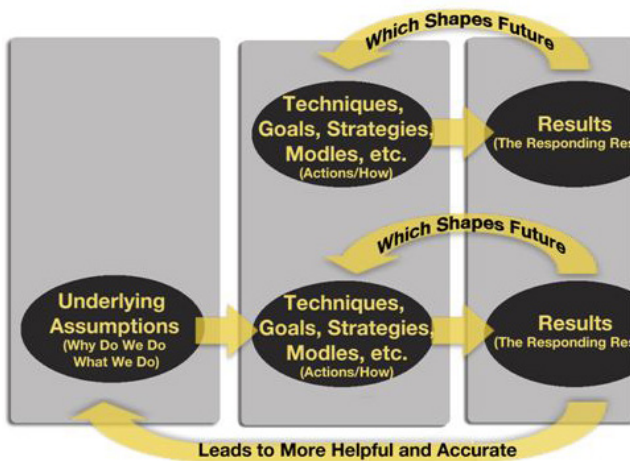 Which Shapes Future
Techniques,
Goals, Strategies,
Modles, etc.
(Actions/How)
Results
(The Responding Res
Which Shapes Future
Underlying
Assumptions
(Why Do We Do
What We Do)
Techniques,
Goals, Strategies,
Modles, etc.
(Actions/How)
Results
(The Responding Res
Leads to More Helpful and Accurate